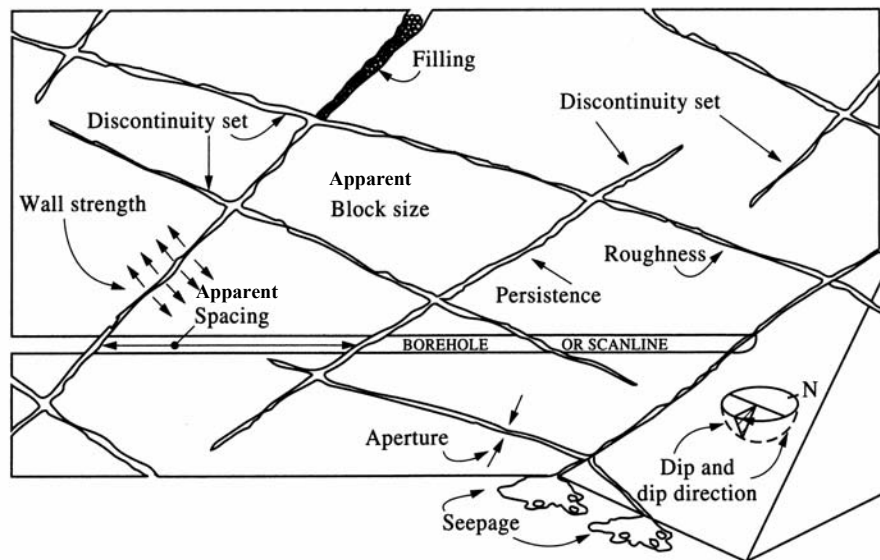 Filling
Discontinuity set
Discontinuity set
Apparent
Block size
Wall strength
Roughness
Apparent
Spacing
Persistence
BOREHOLE OR SCANLINE
N
Aperture
Dip and
dip direction
Seepage